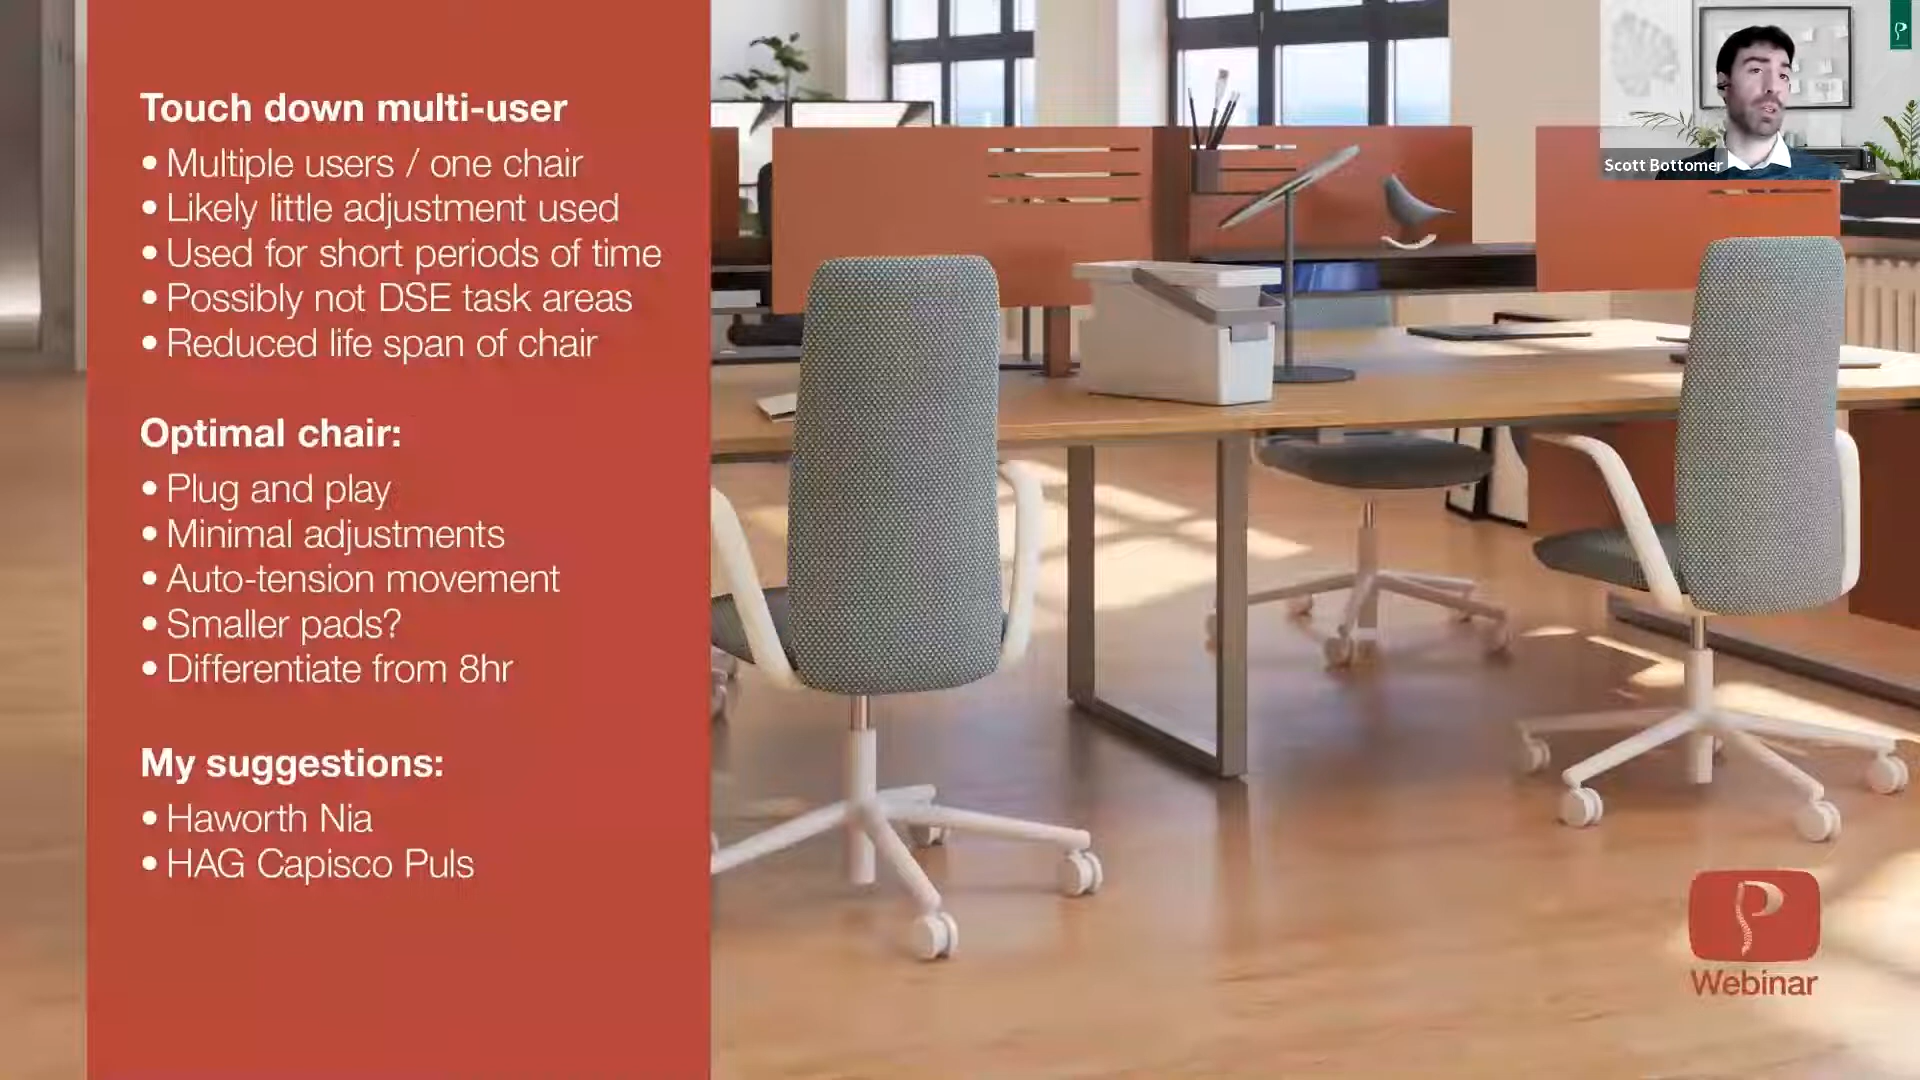 Touch down multi-user
• Multiple users / one chair
• Likely little adjustment used
• Used for short periods of time
• Possibly not DSE task areas
• Reduced life span of chair
Optimal chair:
• Plug and play
• Minimal adjustments
• Auto-tension movement
• Smaller pads?
• Differentiate from 8hr
My suggestions:
• Haworth Nia
• HAG Capisco Puls
Scott Bottomer
P
Webinar